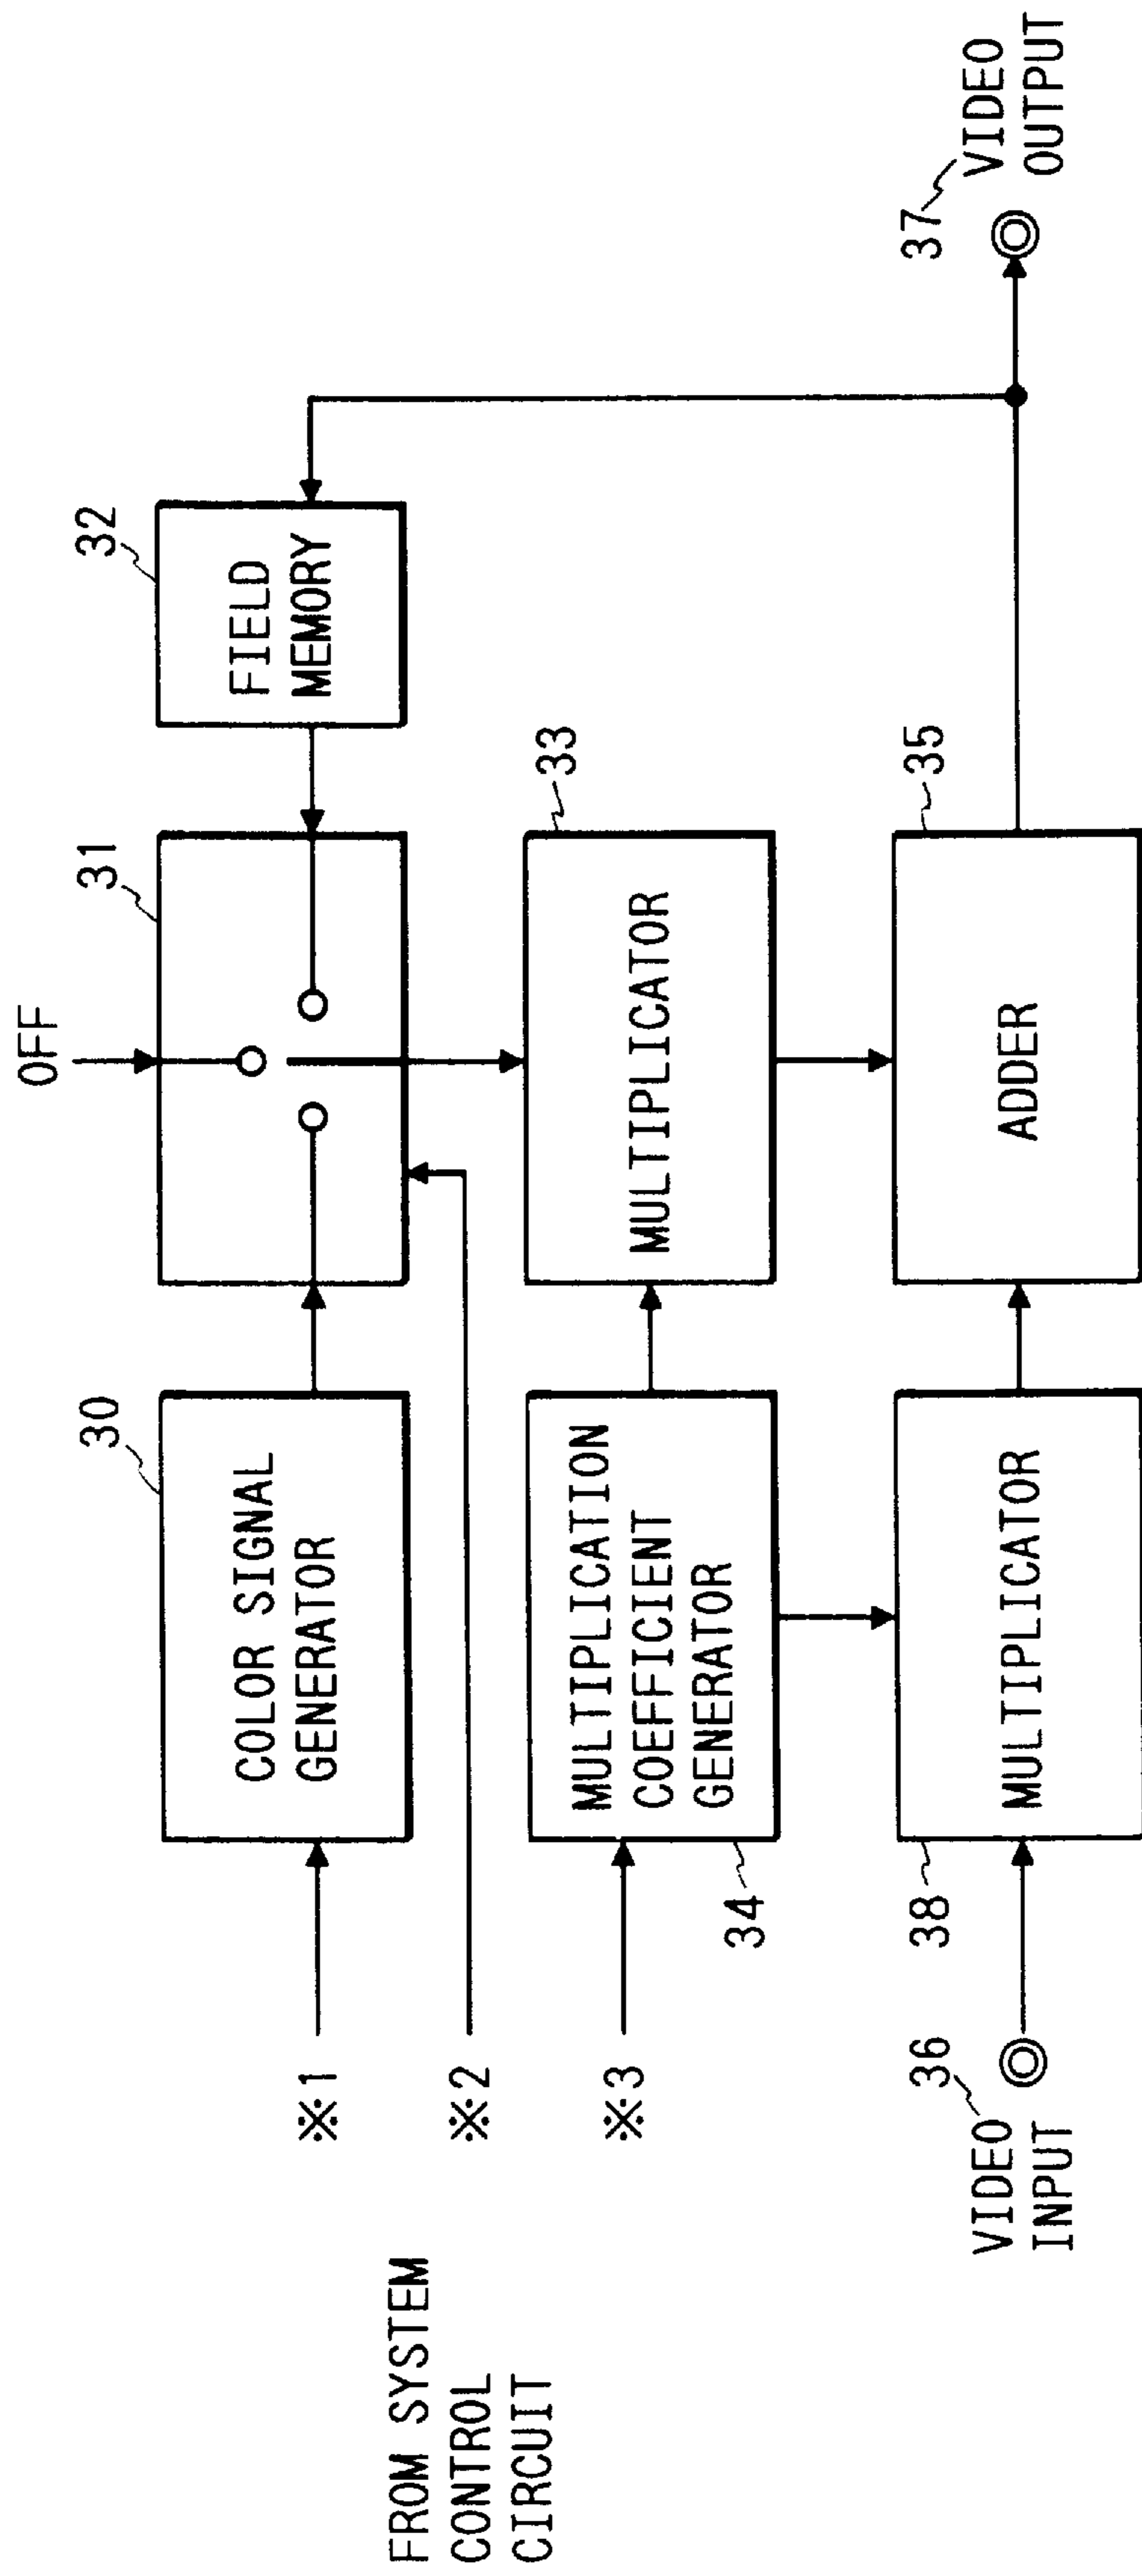 OFF
30
COLOR SIGNAL
GENERATOR
31
32
FIELD
MEMORY
※1
※2
※3
FROM SYSTEM
CONTROL
CIRCUIT
34
MULTIPLICATION
COEFFICIENT
GENERATOR
33
MULTIPLICATOR
36
VIDEO
INPUT
38
MULTIPLICATOR
35
ADDER
37
VIDEO
OUTPUT